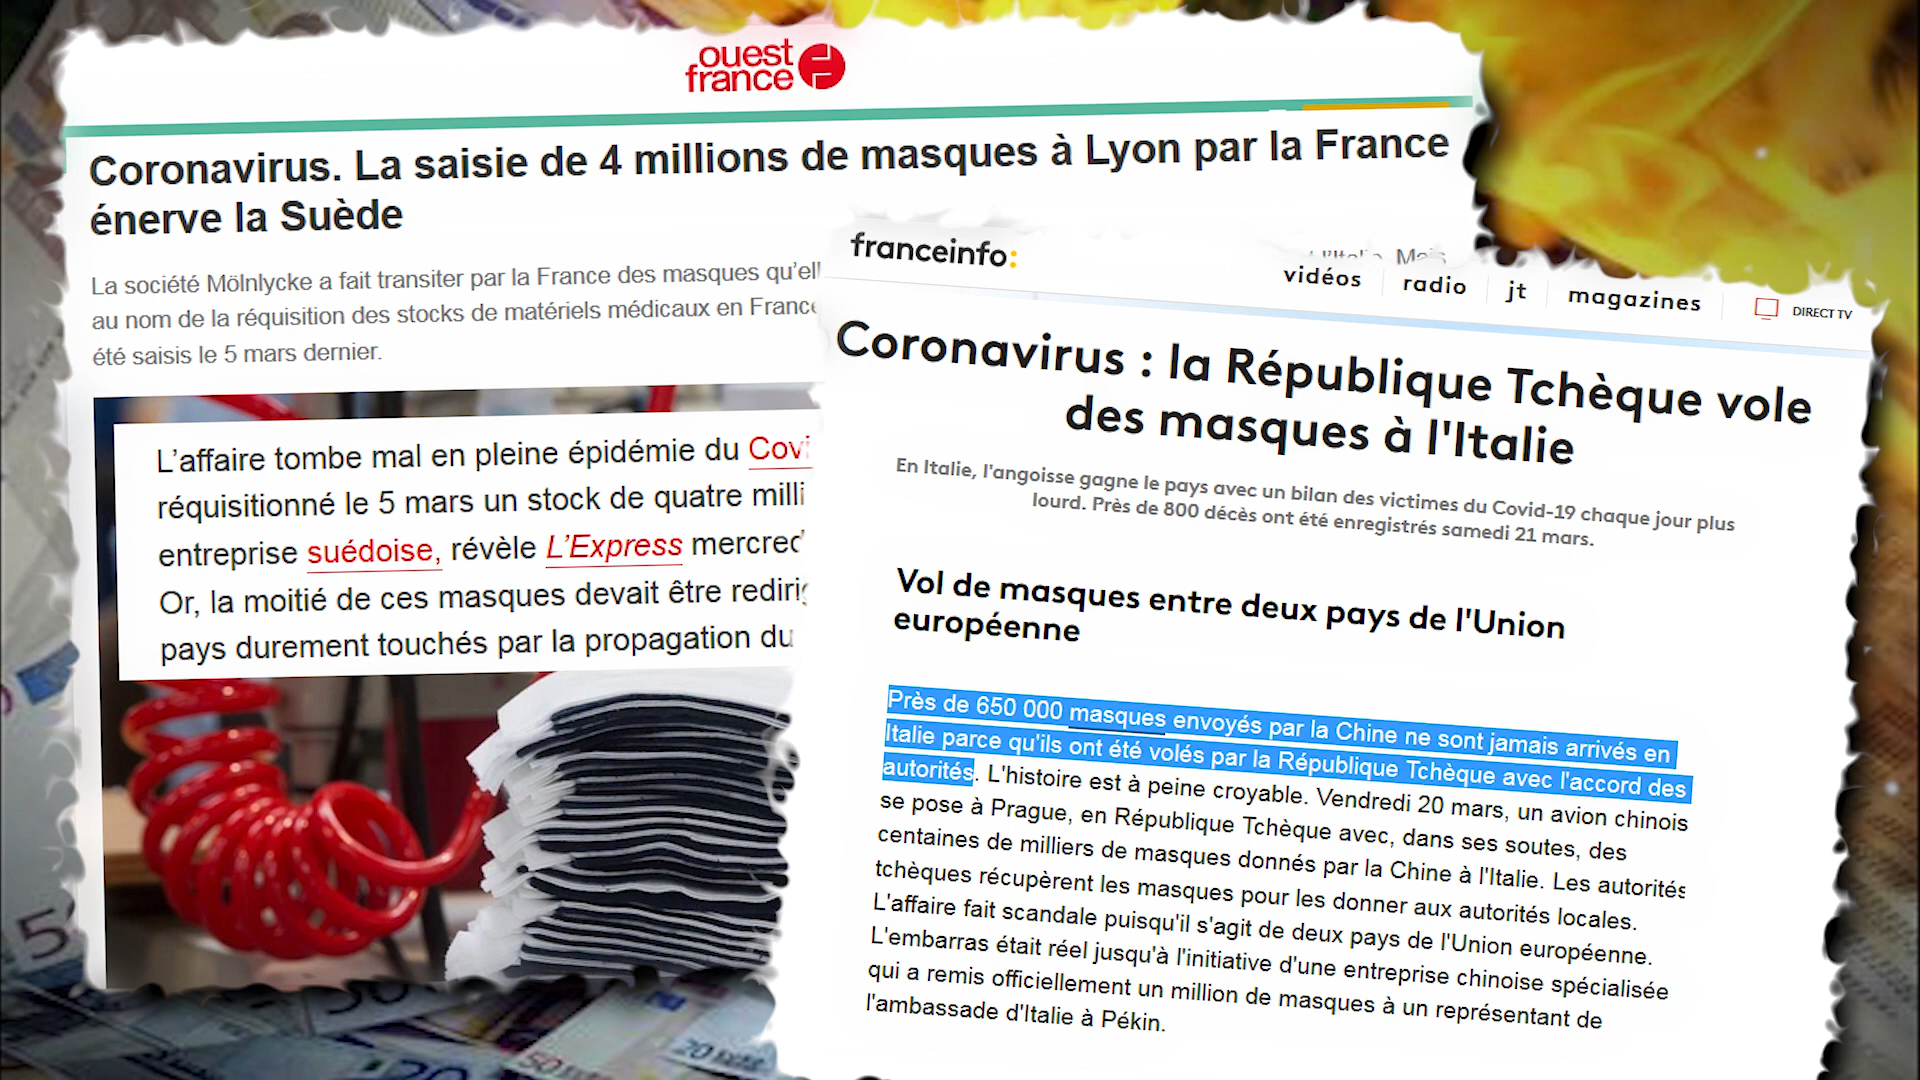 ouest
france
Coronavirus. La saisie de 4 millions de masques à Lyon par la France
énerve la Suède
La société Mölnlycke a fait transiter par la France des masques qu'ell
au nom de la réquisition des stocks de matériels médicaux en France
été saisis le 5 mars dernier.
L'affaire tombe mal en pleine épidémie du Covi
réquisitionné le 5 mars un stock de quatre milli
entreprise suédoise, révèle L'Express mercred
Or, la moitié de ces masques devait être redirig
pays durement touchés par la propagation du
franceinfo:
vidéos radio jt magazines DIRECT TV
Coronavirus : la République Tchèque vole
des masques à l'Italie
En Italie, l'angoisse gagne le pays avec un bilan des victimes du Covid-19 chaque jour plus
lourd. Près de 800 décès ont été enregistrés samedi 21 mars.
Vol de masques entre deux pays de l'Union
européenne
Près de 650 000 masques envoyés par la Chine ne sont jamais arrivés en
Italie parce qu'ils ont été volés par la République Tchèque avec l'accord des
autorités. L'histoire est à peine croyable. Vendredi 20 mars, un avion chinois
se pose à Prague, en République Tchèque avec, dans ses soutes, des
centaines de milliers de masques donnés par la Chine à l'Italie. Les autorités
tchèques récupèrent les masques pour les donner aux autorités locales.
L'affaire fait scandale puisqu'il s'agit de deux pays de l'Union européenne.
L'embarras était réel jusqu'à l'initiative d'une entreprise chinoise spécialisée
qui a remis officiellement un million de masques à un représentant de
l'ambassade d'Italie à Pékin.
5
50
20
20